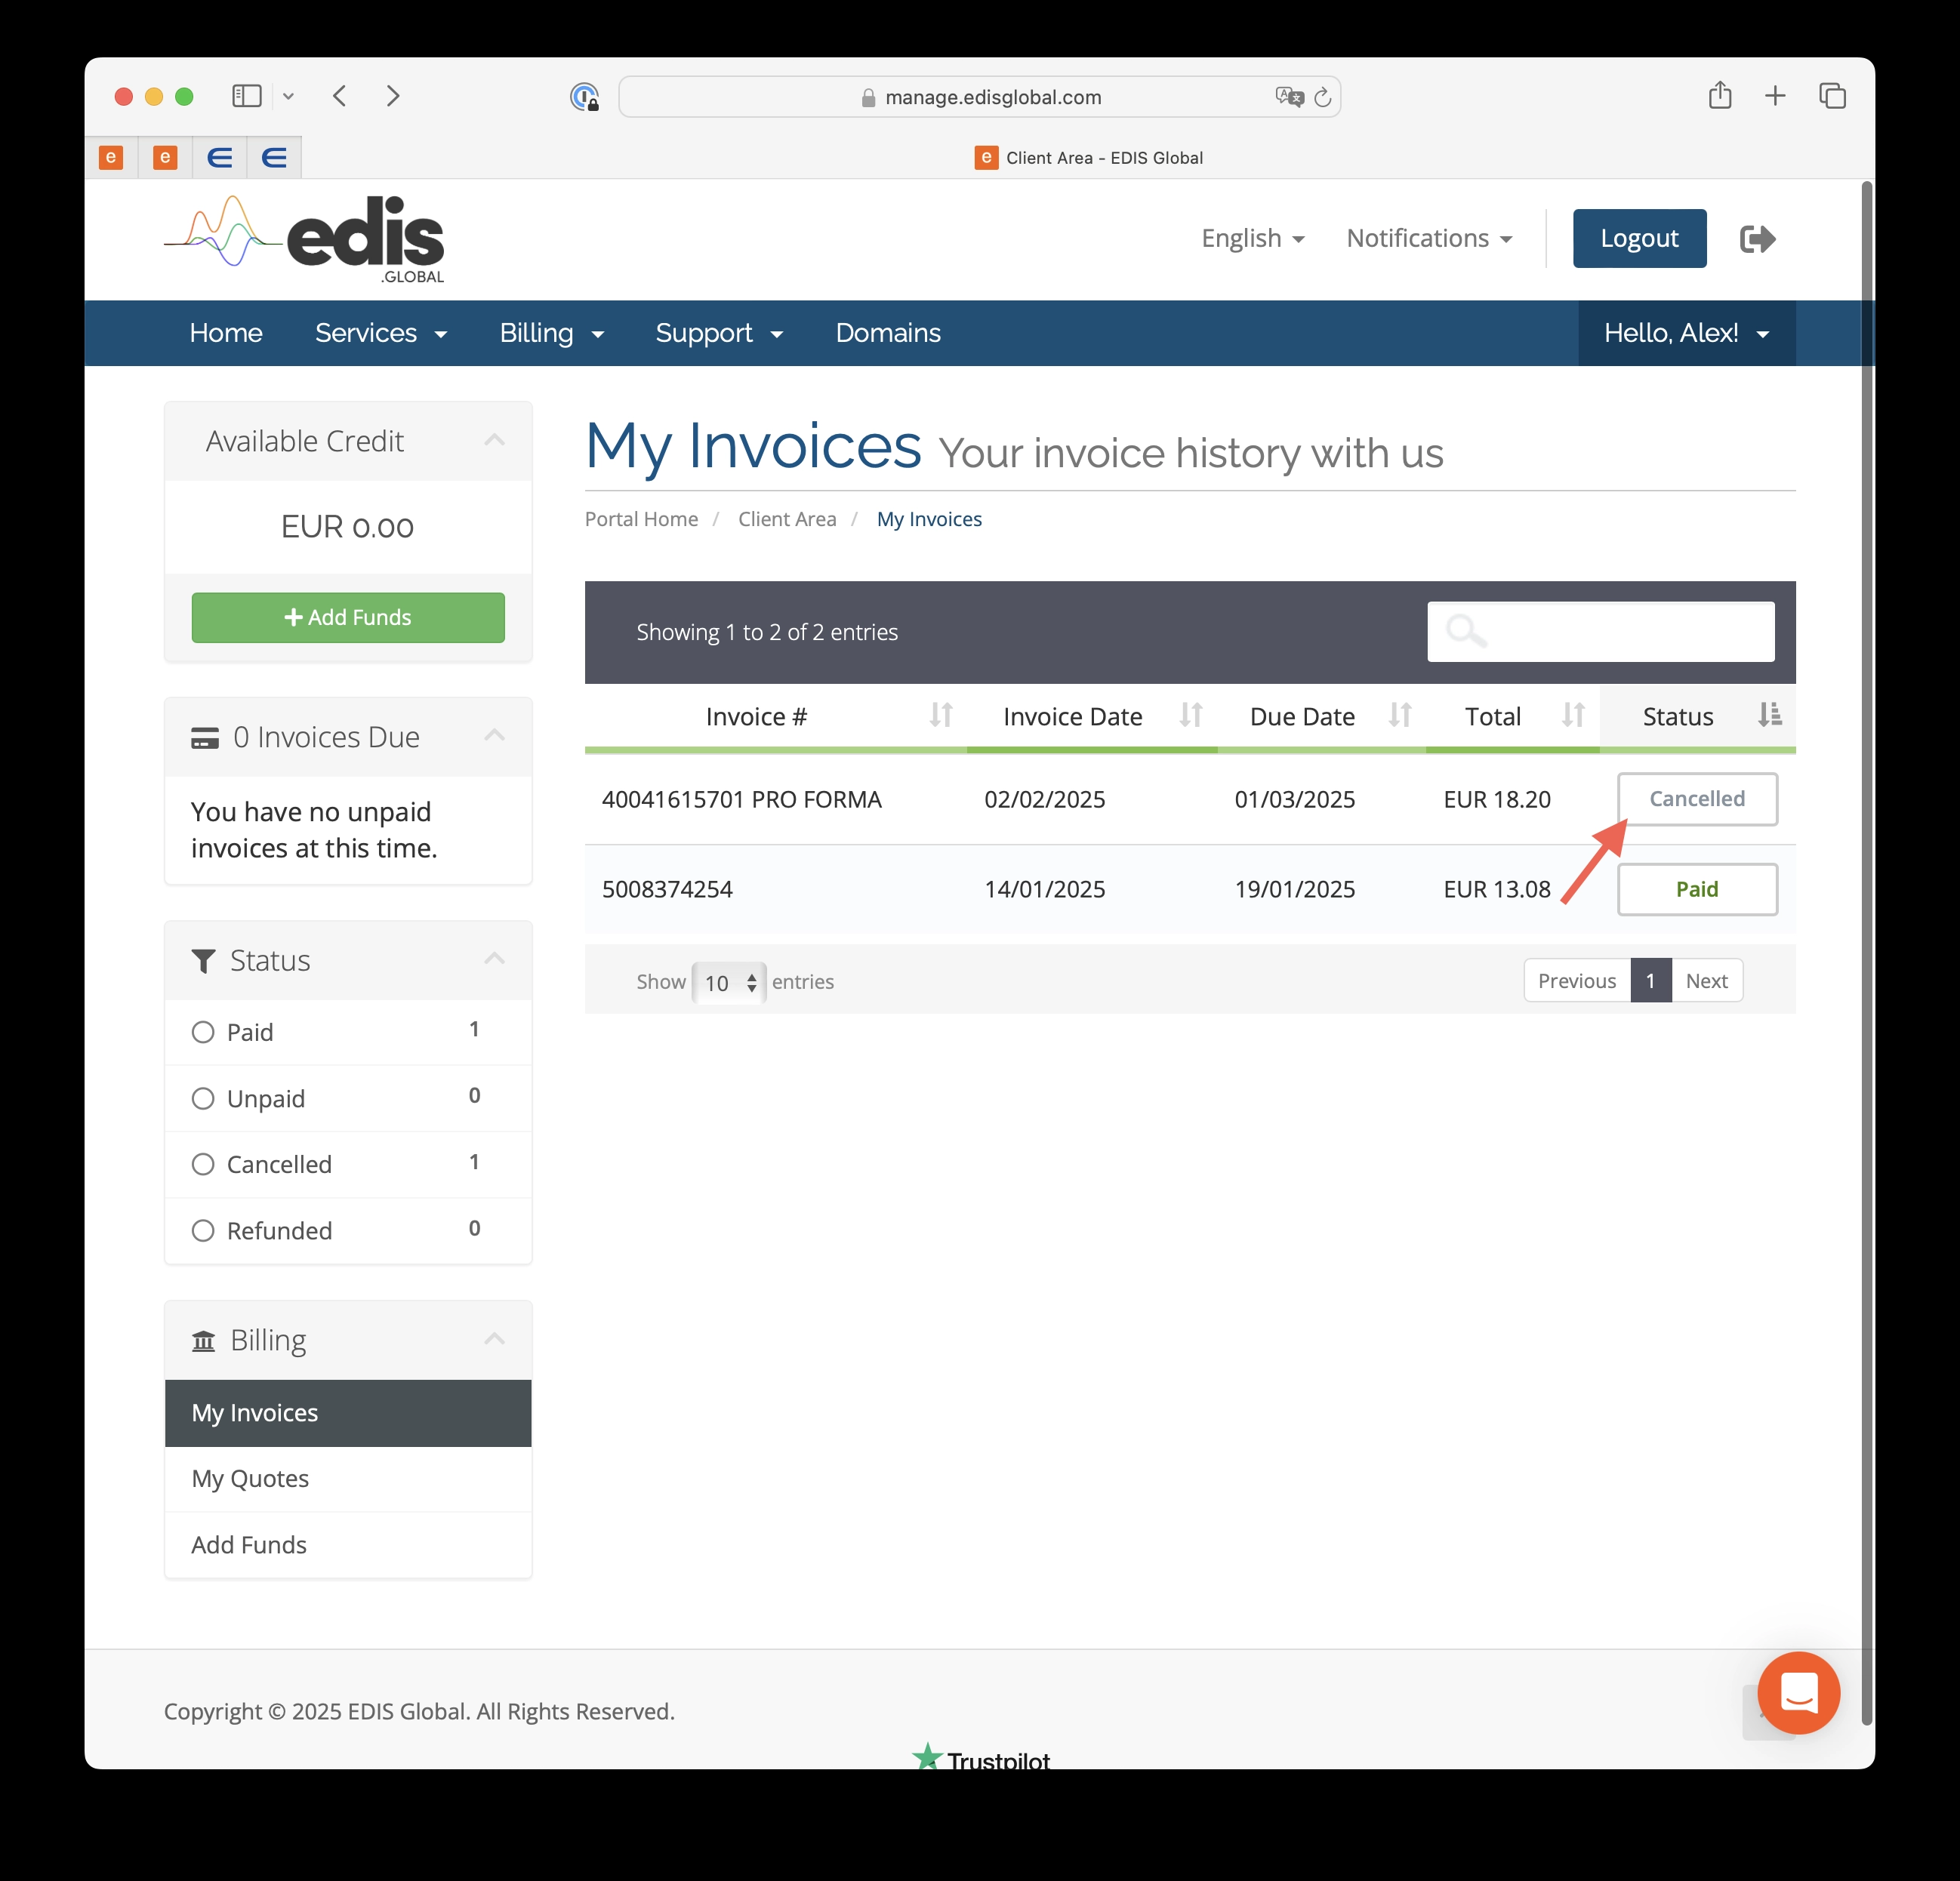 manage.edisglobal.com
e
e
Client Area - EDIS Global
edis
.GLOBAL
English
Notifications
Logout
Home
Services
Billing
Support
Domains
Hello, Alex!
Available Credit
EUR 0.00
Add Funds
0 Invoices Due
You have no unpaid
invoices at this time.
Status
Paid 1
Unpaid 0
Cancelled 1
Refunded 0
Billing
My Invoices
My Quotes
Add Funds
My Invoices Your invoice history with us
Portal Home / Client Area / My Invoices
Showing 1 to 2 of 2 entries
Invoice # Invoice Date Due Date Total Status
40041615701 PRO FORMA 02/02/2025 01/03/2025 EUR 18.20 Cancelled
5008374254 14/01/2025 19/01/2025 EUR 13.08 Paid
Show 10 entries
Previous 1 Next
Copyright © 2025 EDIS Global. All Rights Reserved.
Trustpilot